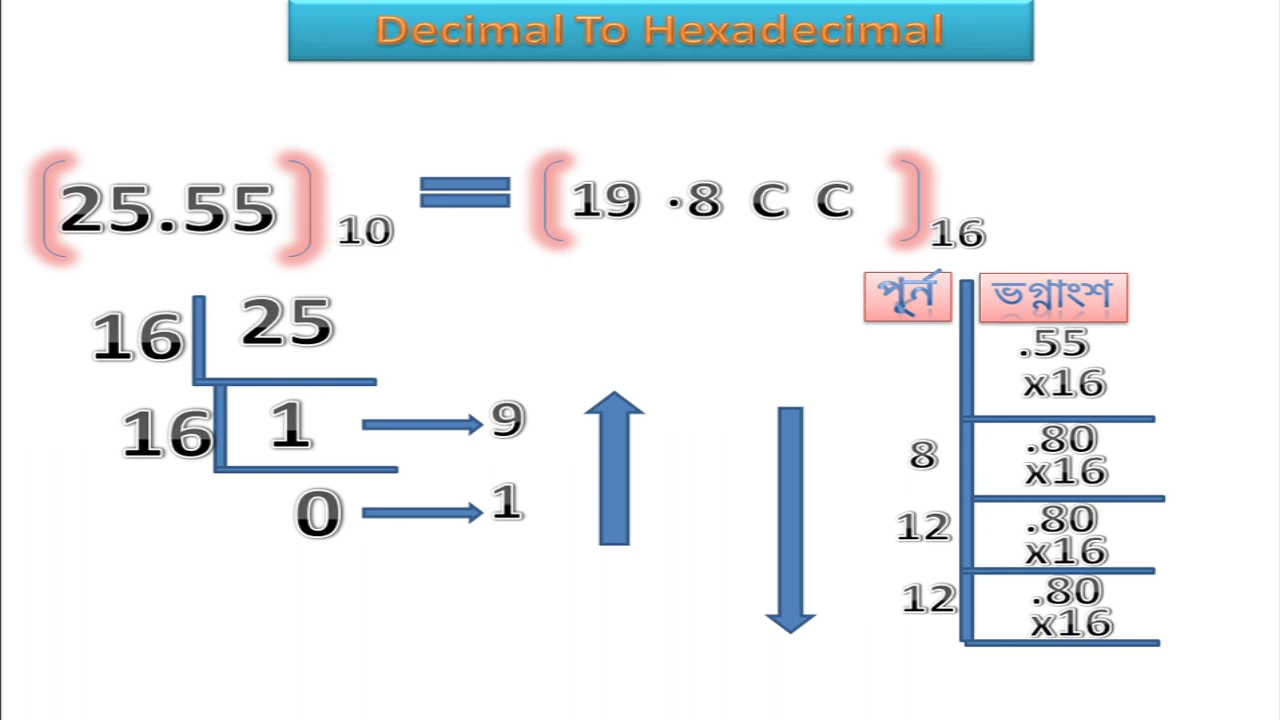 Decimal To Hexadecimal
(25.55)10 = (19 .8 C C)16
16 25
16 1 → 9
0 → 1
পূর্ন ভগ্নাংশ
.55
x16
8 .80
x16
12 .80
x16
12 .80
x16